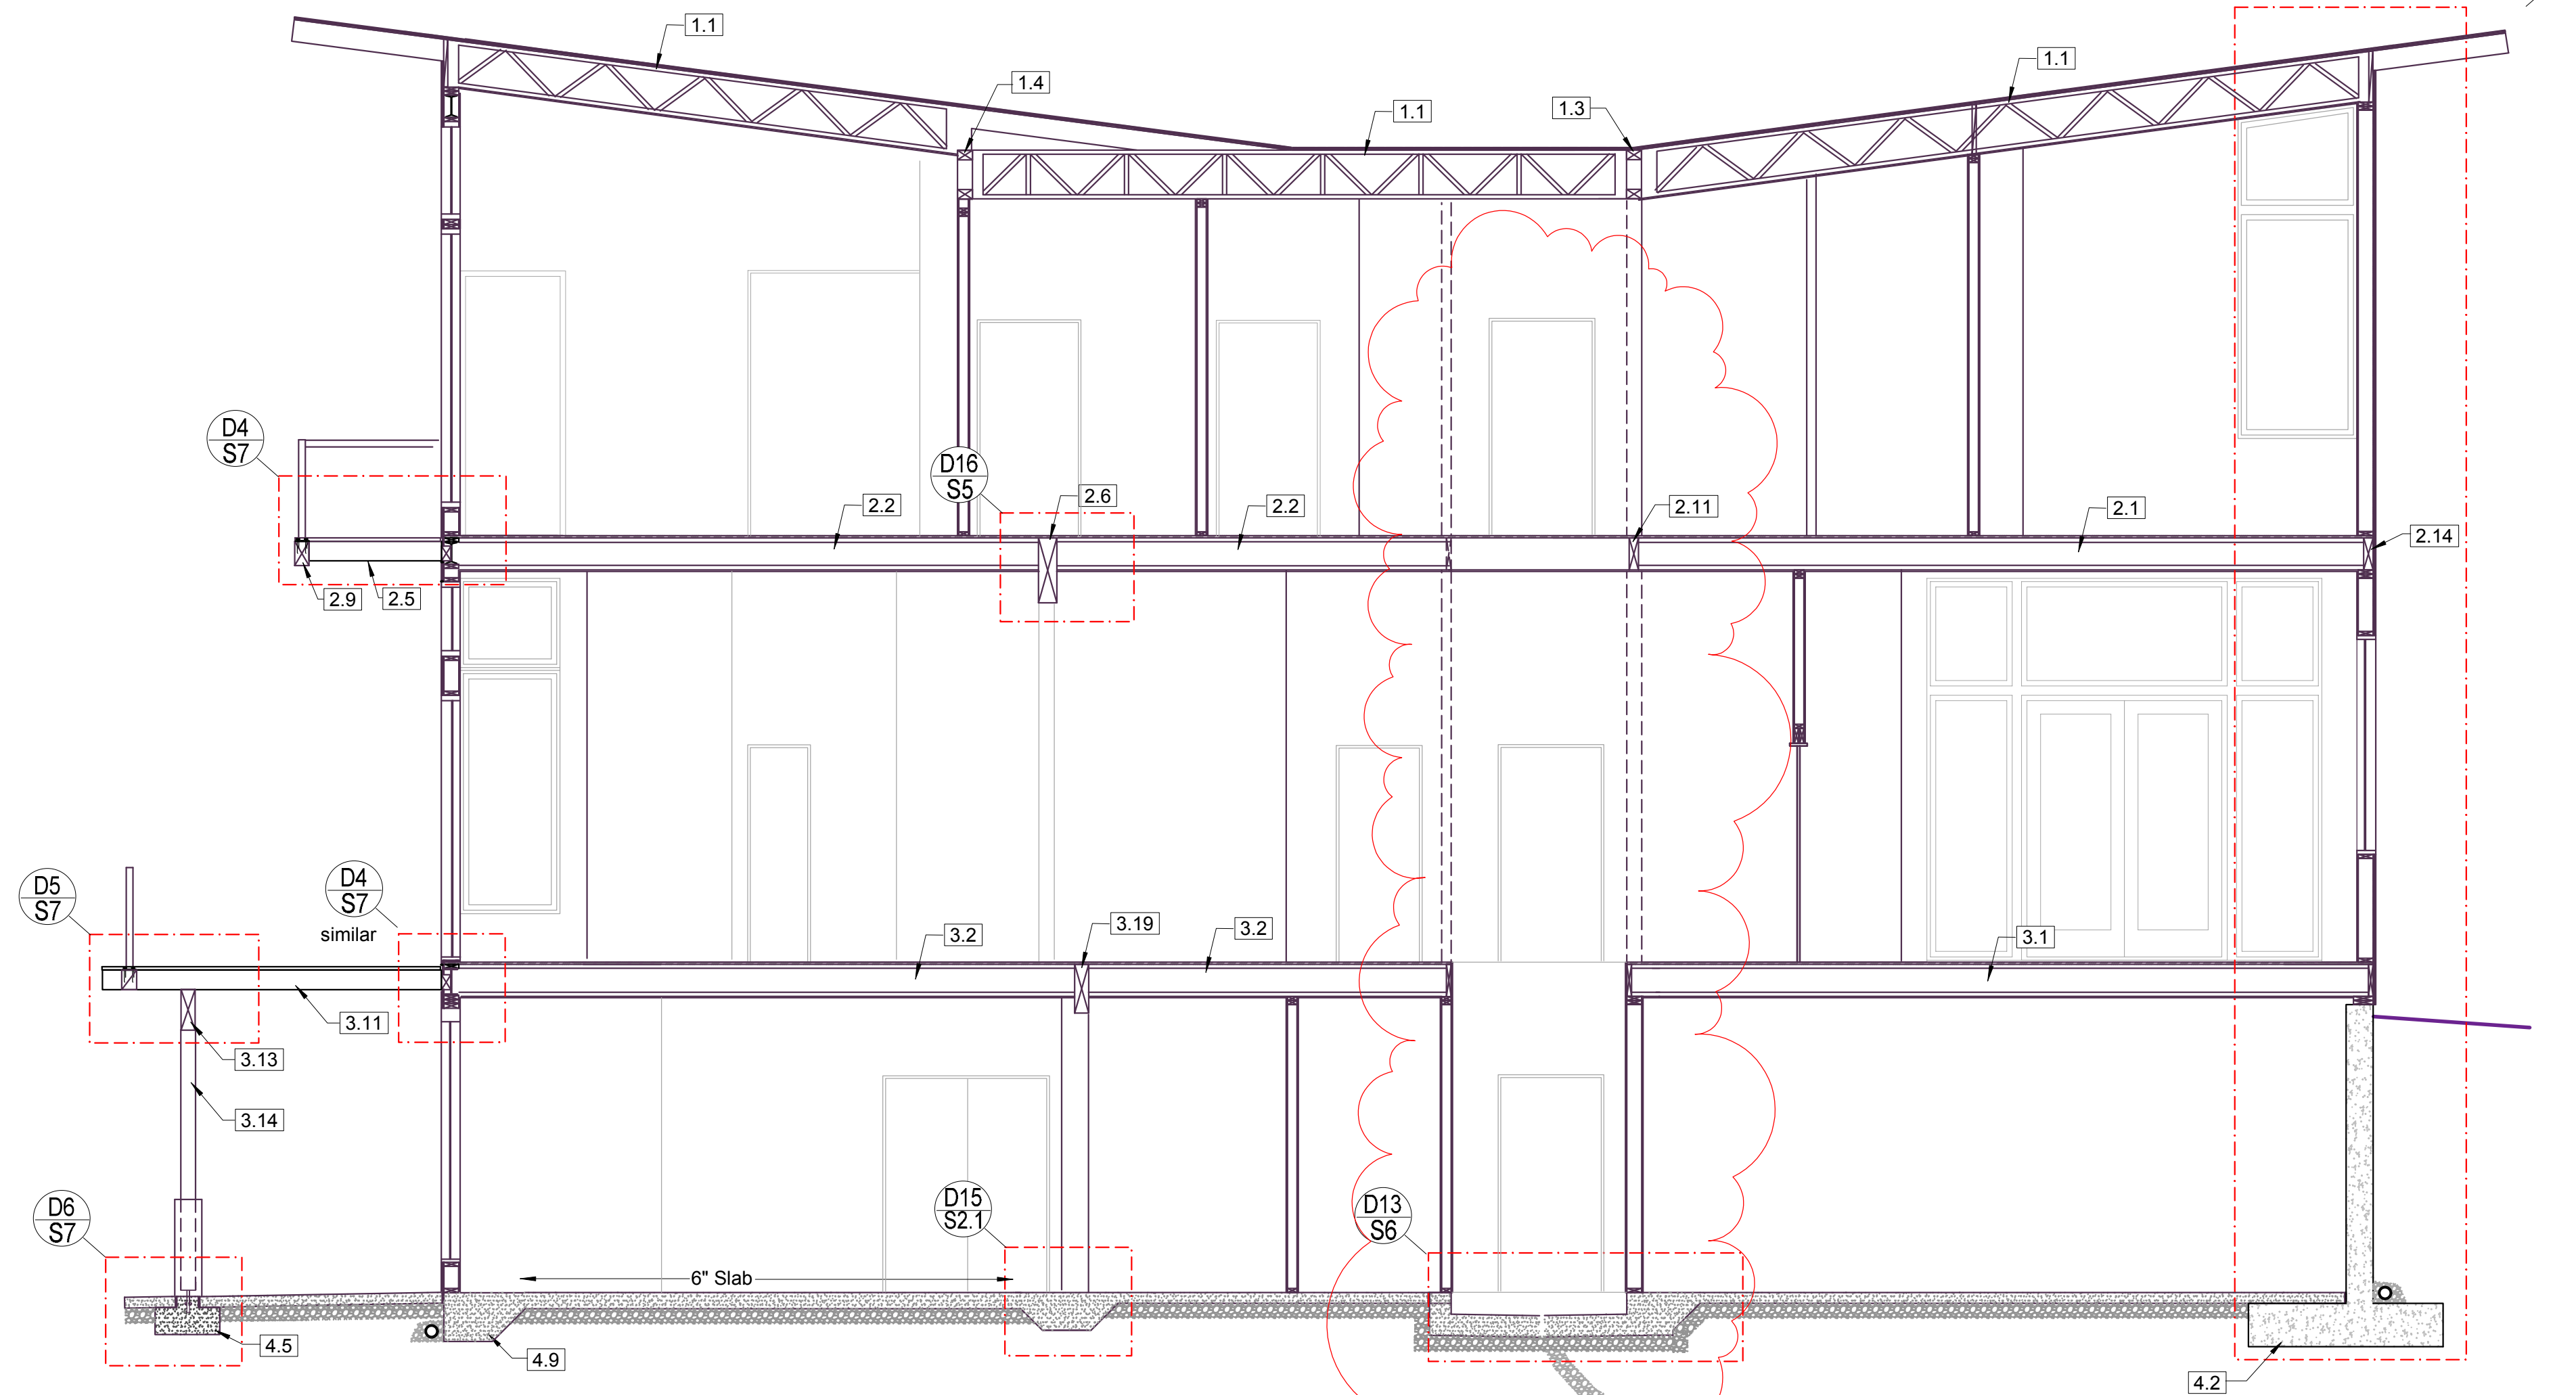 1.1
1.4
1.1
1.3
1.1
D4
S7
D16
S5
2.2
2.6
2.2
2.11
2.1
2.14
2.9
2.5
D5
S7
D4
S7
similar
3.2
3.19
3.2
3.1
3.11
3.13
3.14
D6
S7
D15
S2.1
D13
S6
6" Slab
4.5
4.9
4.2